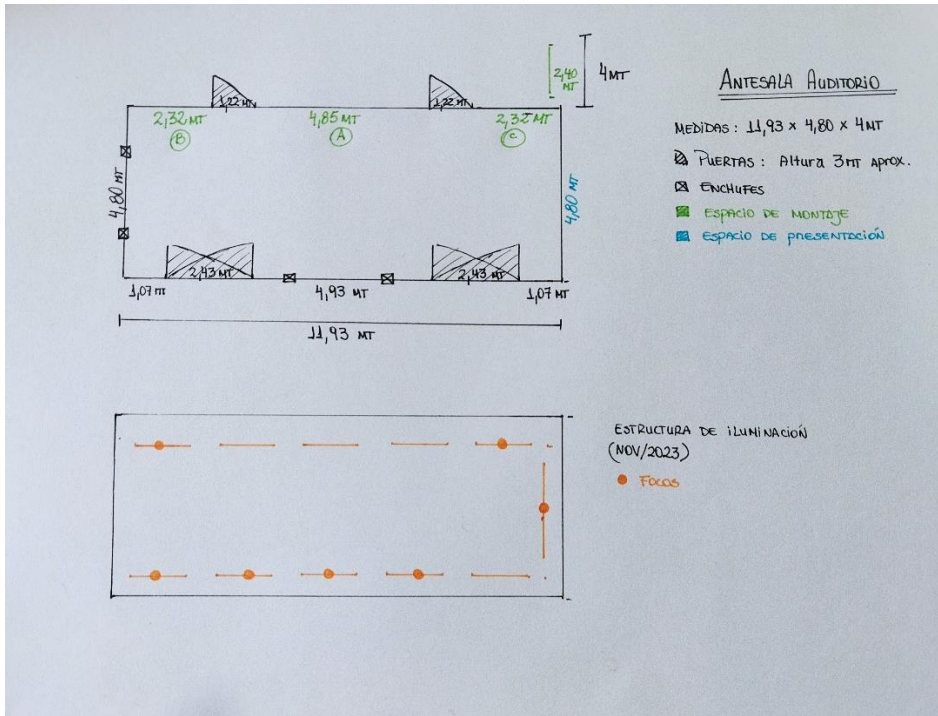 ANTESALA AUDITORIO
MEDIDAS: 11,93 x 4,80 x 4MT
PUERTAS: Altura 3MT Aprox.
ENCHUFES
ESPACIO DE MONTAJE
ESPACIO DE PRESENTACIÓN
2,40 MT
4MT
1,22 MT
1,22 MT
2,32 MT
4,85 MT
2,32 MT
B
A
C
4,80 MT
4,80 MT
2,43 MT
2,43 MT
1,07 MT
4,93 MT
1,07 MT
11,93 MT
ESTRUCTURA DE ILUMINACIÓN
(NOV/2023)
FOCOS